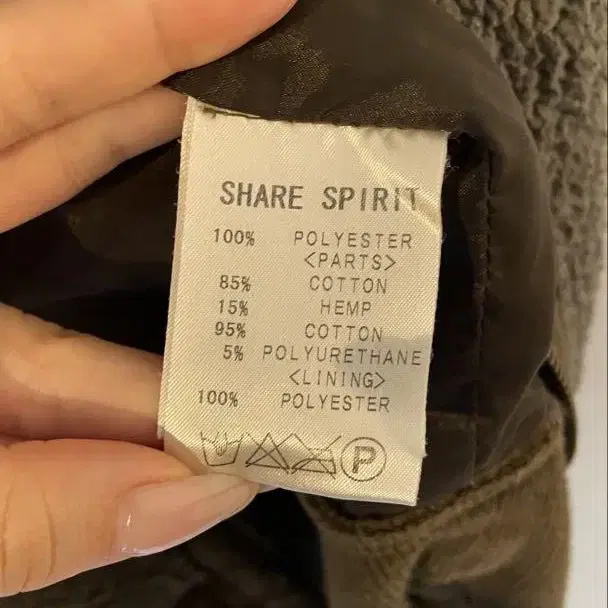 SHARE SPIRIT
100% POLYESTER
<PARTS>
85% COTTON
15% HEMP
95% COTTON
5% POLYURETHANE
<LINING>
100% POLYESTER
P